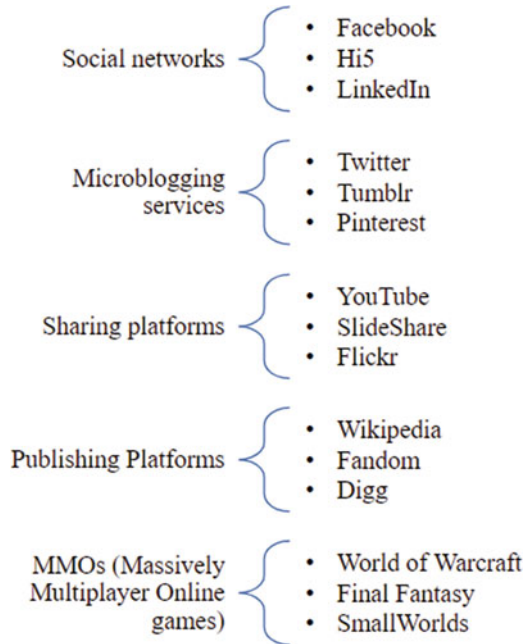 Social networks
• Facebook
• Hi5
• LinkedIn
Microblogging
services
• Twitter
• Tumblr
• Pinterest
Sharing platforms
• YouTube
• SlideShare
• Flickr
Publishing Platforms
• Wikipedia
• Fandom
• Digg
MMOs (Massively
Multiplayer Online
games)
• World of Warcraft
• Final Fantasy
• SmallWorlds